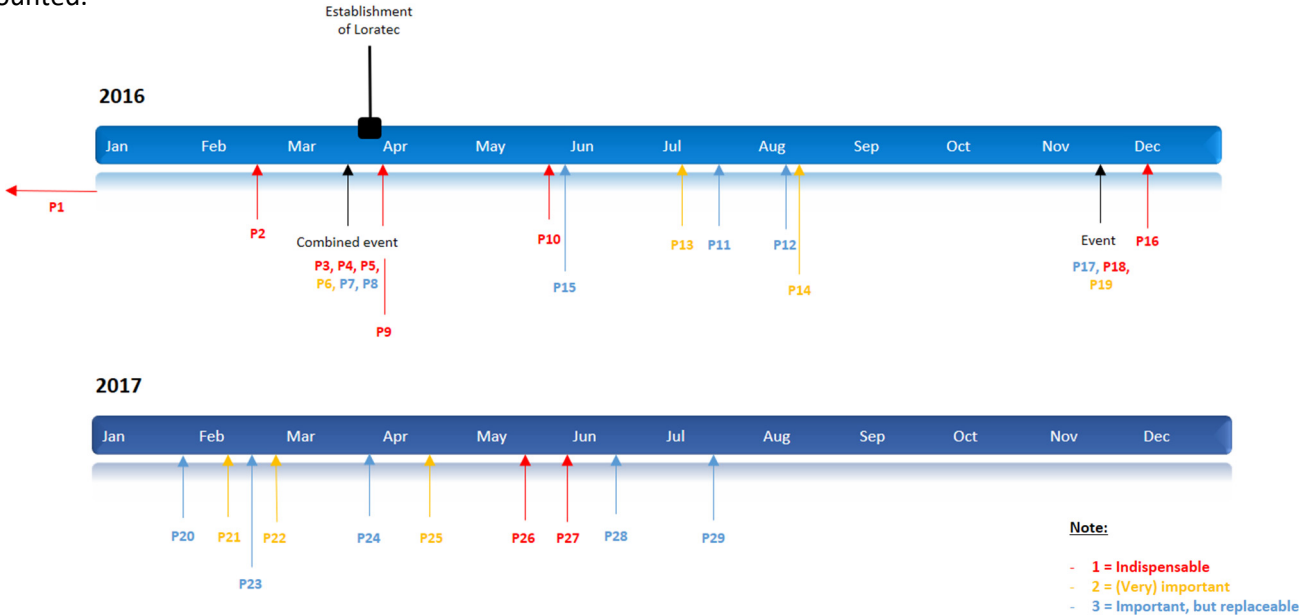 ounted.
Establishment
of Loratec
2016
Jan Feb Mar Apr May Jun Jul Aug Sep Oct Nov Dec
P1
P2
Combined event
P3, P4, P5,
P6, P7, P8
P9
P10
P15
P13
P11
P12
P14
Event
P17, P18,
P19
P16
2017
Jan Feb Mar Apr May Jun Jul Aug Sep Oct Nov Dec
P20
P21
P23
P22
P24
P25
P26
P27
P28
P29
Note:
- 1 = Indispensable
- 2 = (Very) important
- 3 = Important, but replaceable